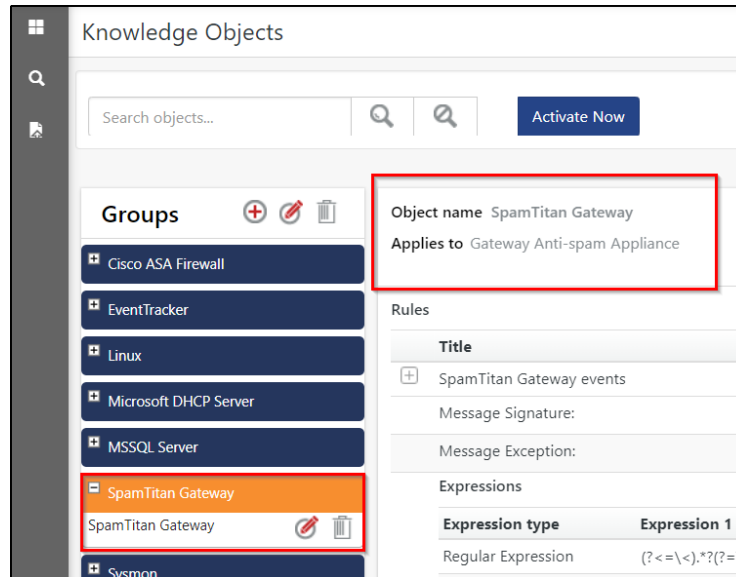 Knowledge Objects
Search objects...
Activate Now
Groups
Cisco ASA Firewall
EventTracker
Linux
Microsoft DHCP Server
MSSQL Server
SpamTitan Gateway
SpamTitan Gateway
Sysmon
Object name SpamTitan Gateway
Applies to Gateway Anti-spam Appliance
Rules
Title
SpamTitan Gateway events
Message Signature:
Message Exception:
Expressions
Expression type Expression 1
Regular Expression (?<=\<).*?(?=